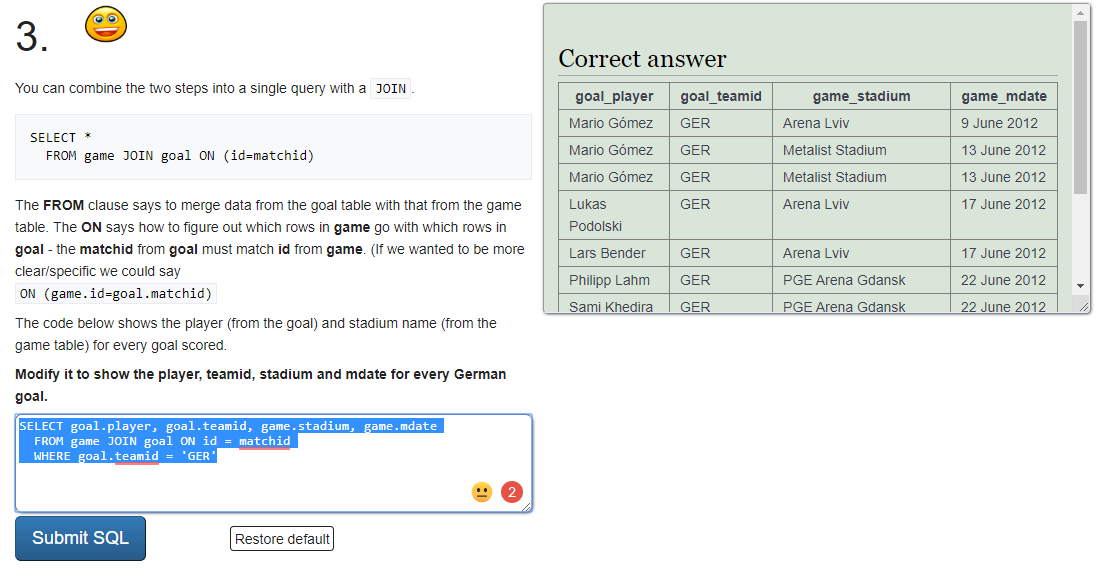 3.
You can combine the two steps into a single query with a JOIN.
SELECT *
FROM game JOIN goal ON (id=matchid)
The FROM clause says to merge data from the goal table with that from the game
table. The ON says how to figure out which rows in game go with which rows in
goal - the matchid from goal must match id from game. (If we wanted to be more
clear/specific we could say
ON (game.id=goal.matchid)
The code below shows the player (from the goal) and stadium name (from the
game table) for every goal scored.
Modify it to show the player, teamid, stadium and mdate for every German
goal.
SELECT goal.player, goal.teamid, game.stadium, game.mdate
FROM game JOIN goal ON id = matchid
WHERE goal.teamid = 'GER'
2
Submit SQL
Restore default
Correct answer
goal_player goal_teamid game_stadium game_mdate
Mario Gómez GER Arena Lviv 9 June 2012
Mario Gómez GER Metalist Stadium 13 June 2012
Mario Gómez GER Metalist Stadium 13 June 2012
Lukas GER Arena Lviv 17 June 2012
Podolski
Lars Bender GER Arena Lviv 17 June 2012
Philipp Lahm GER PGE Arena Gdansk 22 June 2012
Sami Khedira GER PGE Arena Gdansk 22 June 2012